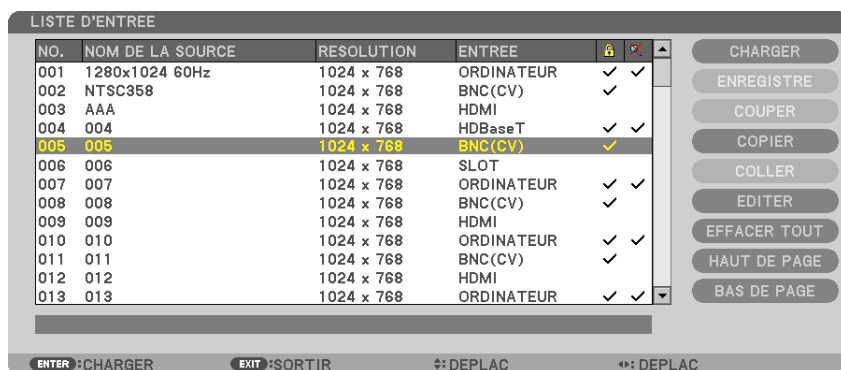 LISTE D'ENTREE
NO. NOM DE LA SOURCE RESOLUTION ENTREE
001 1280x1024 60Hz 1024 x 768 ORDINATEUR ✓ ✓
002 NTSC358 1024 x 768 BNC(CV) ✓
003 AAA 1024 x 768 HDMI
004 004 1024 x 768 HDBaseT ✓ ✓
005 005 1024 x 768 BNC(CV) ✓
006 006 1024 x 768 SLOT
007 007 1024 x 768 ORDINATEUR ✓ ✓
008 008 1024 x 768 BNC(CV) ✓
009 009 1024 x 768 HDMI
010 010 1024 x 768 ORDINATEUR ✓ ✓
011 011 1024 x 768 BNC(CV) ✓
012 012 1024 x 768 HDMI
013 013 1024 x 768 ORDINATEUR ✓ ✓
CHARGER
ENREGISTRE
COUPER
COPIER
COLLER
EDITER
EFFACER TOUT
HAUT DE PAGE
BAS DE PAGE
ENTER :CHARGER EXIT :SORTIR :DEPLAC :DEPLAC